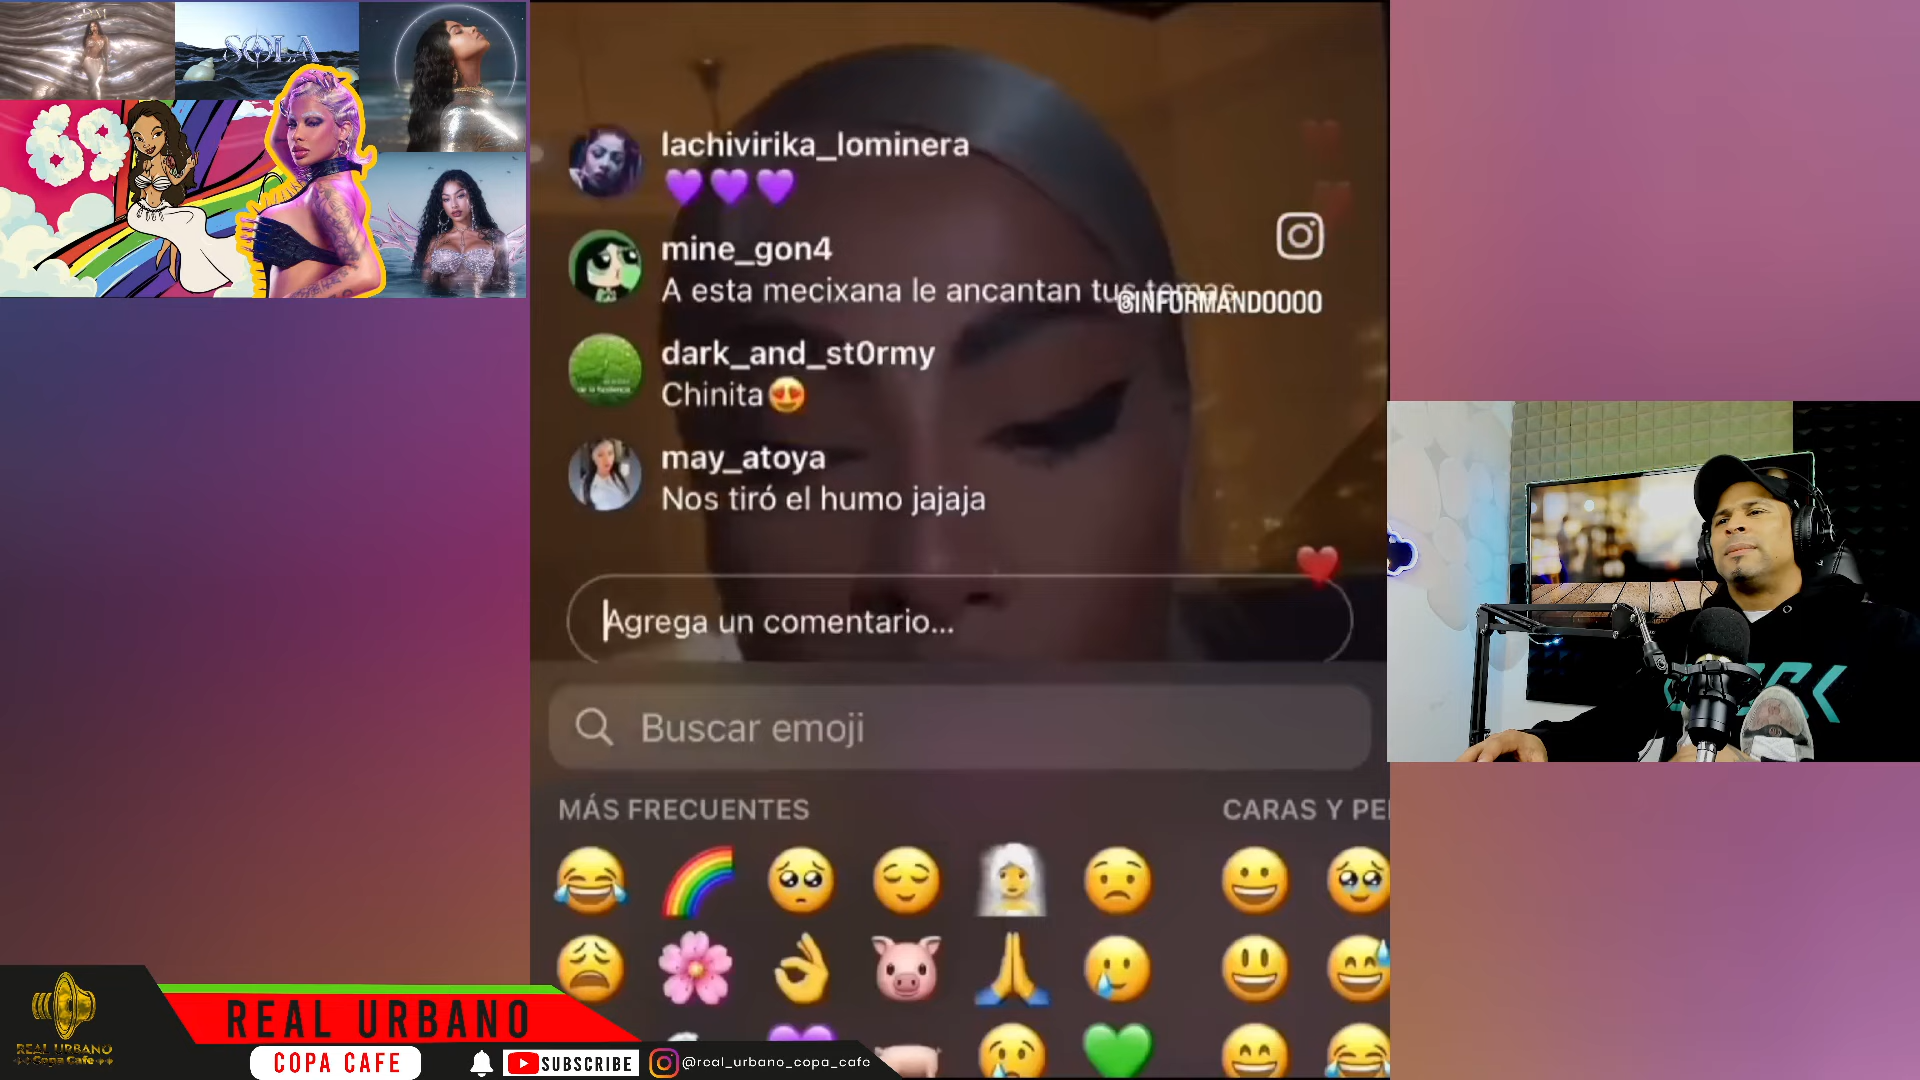 SOLA
69
lachivirika_lominera
💜💜💜
mine_gon4
A esta mecixana le ancantan tus temas
@INFORMANDOOOO
dark_and_st0rmy
Chinita😍
may_atoya
Nos tiró el humo jajaja
Agrega un comentario...
Buscar emoji
MÁS FRECUENTES
CARAS Y PE
REAL URBANO
Copa Cafe
REAL URBANO
COPA CAFE
SUBSCRIBE
@real_urbano_copa_cafe